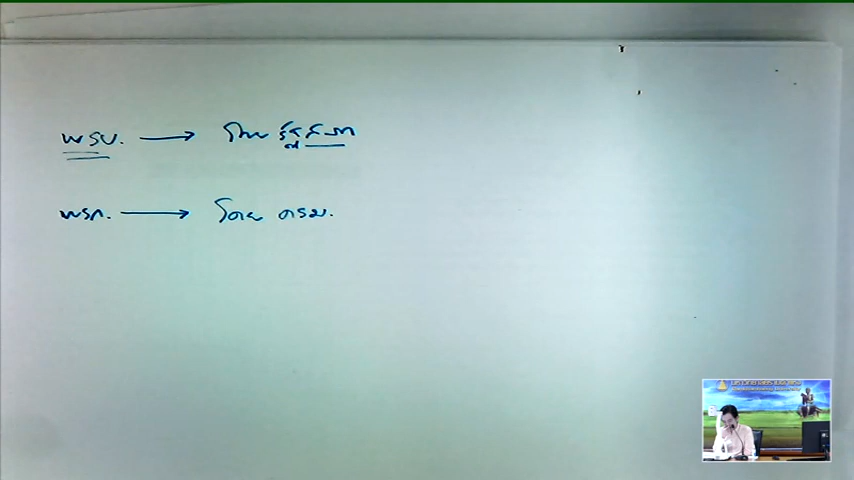 พรบ. → โดย รัฐสภา
พรก. → โดย ครม.